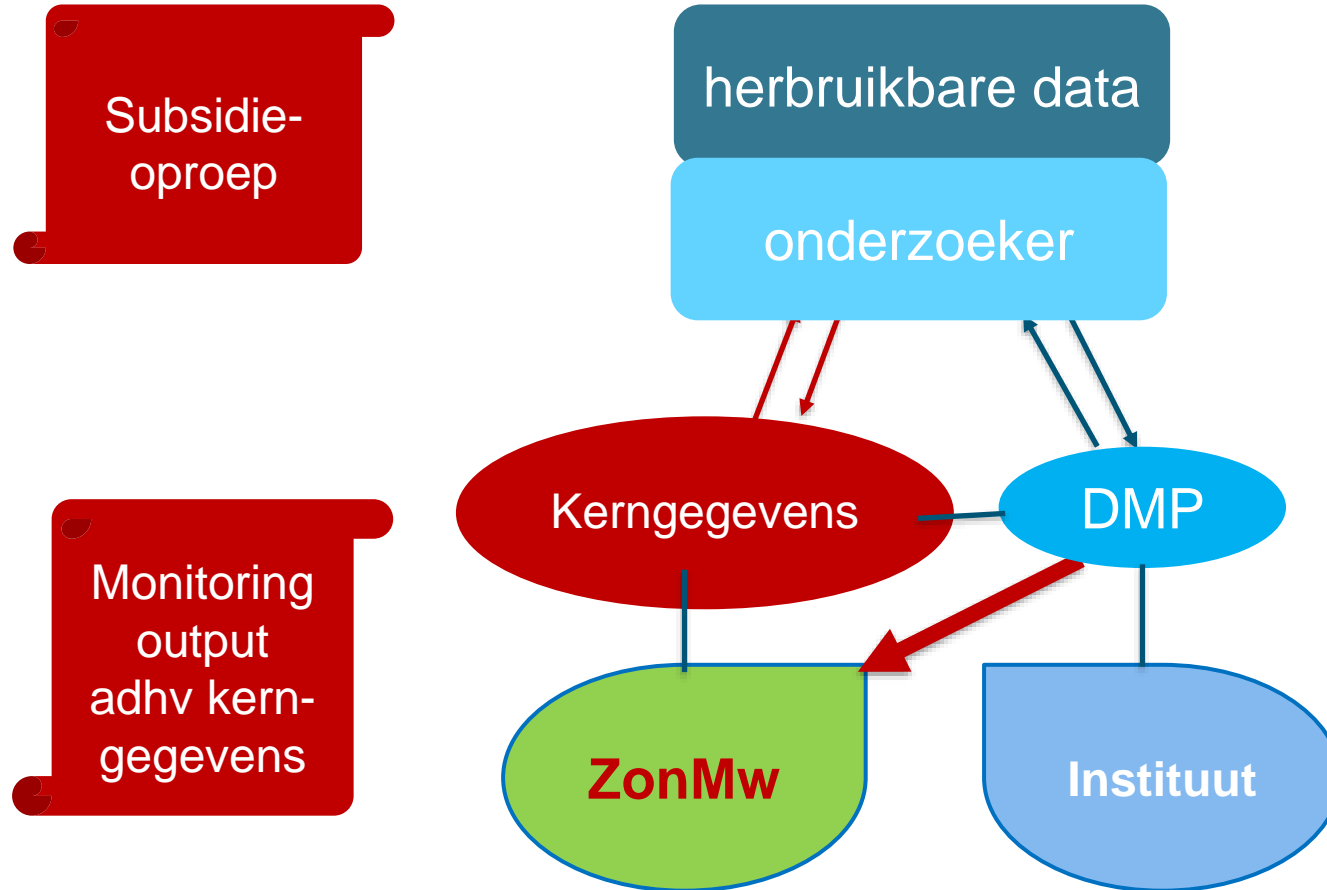 Subsidie-
oproep
herbruikbare data
onderzoeker
Kerngegevens
DMP
Monitoring
output
adhv kern-
gegevens
ZonMw
Instituut